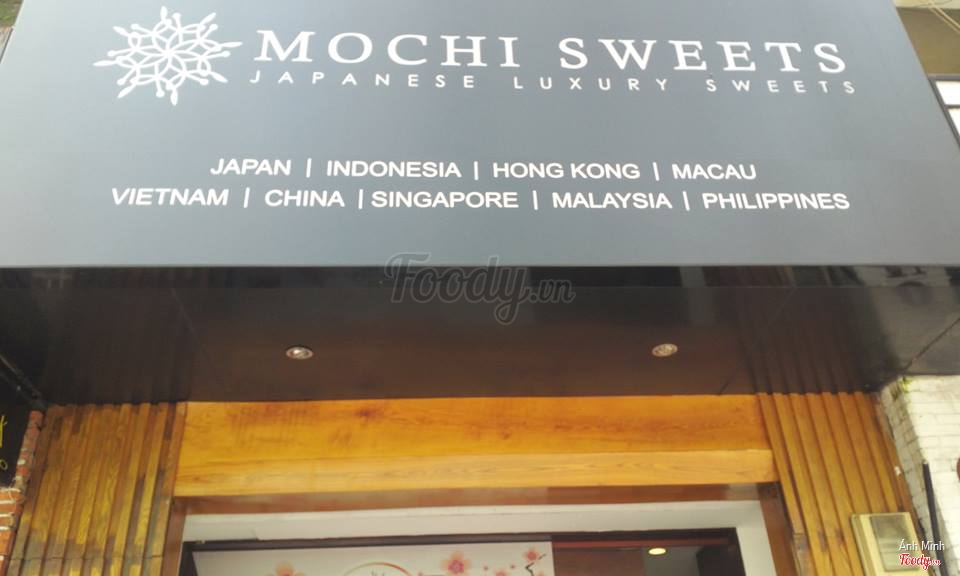 MOCHI SWEETS
JAPANESE LUXURY SWEETS
JAPAN | INDONESIA | HONG KONG | MACAU
VIETNAM | CHINA | SINGAPORE | MALAYSIA | PHILIPPINES
Foody.vn
Ánh Minh
Foody.vn